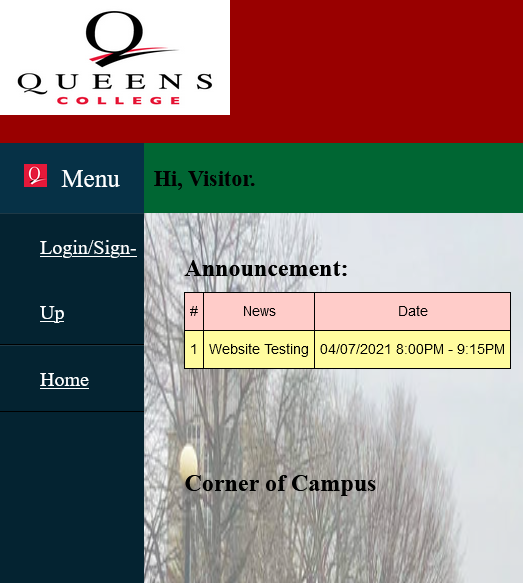 QUEENS
COLLEGE
Menu
Hi, Visitor.
Login/Sign-
Up
Home
Announcement:
# News Date
1 Website Testing 04/07/2021 8:00PM - 9:15PM
Corner of Campus